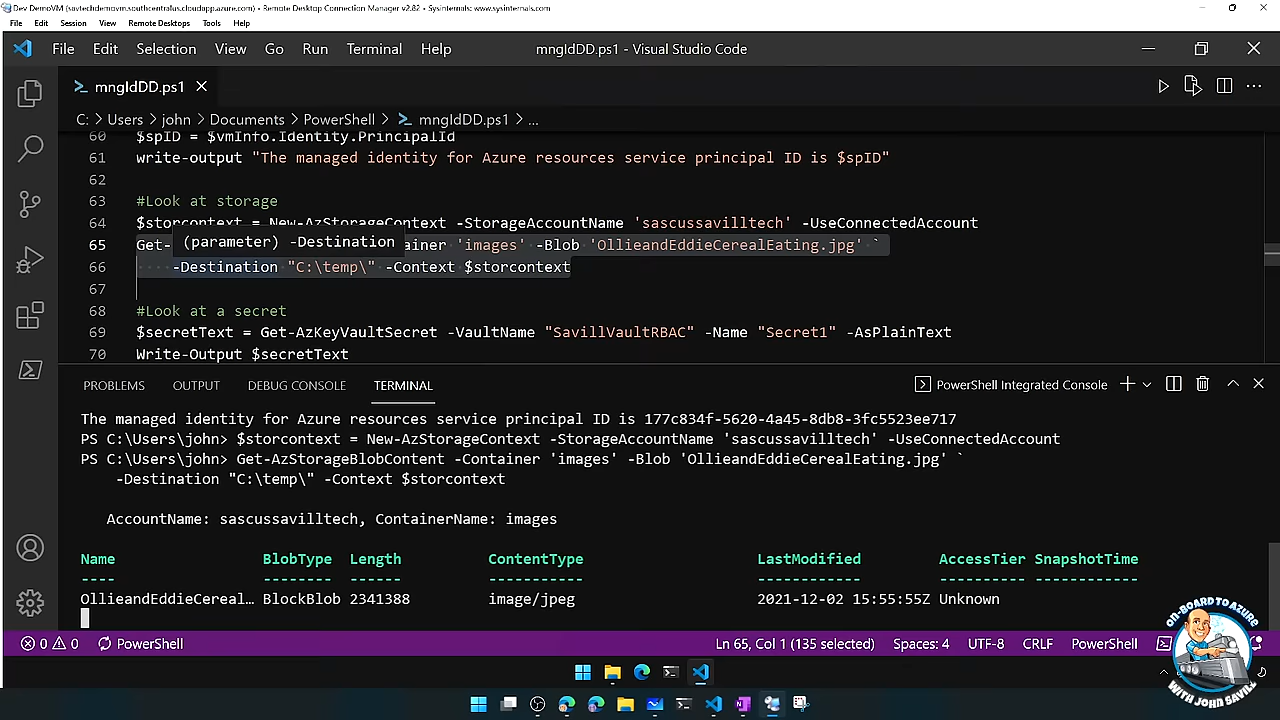 Dev DemoVM (savtechdemovm.southcentralus.cloudapp.azure.com) - Remote Desktop Connection Manager v2.82 - Sysinternals: www.sysinternals.com
File Edit Session View Remote Desktops Tools Help
File Edit Selection View Go Run Terminal Help mngIdDD.ps1 - Visual Studio Code
mngIdDD.ps1
C: > Users > john > Documents > PowerShell > mngIdDD.ps1 > ...
60 $spID = $vmInfo.Identity.PrincipalId
61 write-output "The managed identity for Azure resources service principal ID is $spID"
62
63 #Look at storage
64 $storcontext = New-AzStorageContext -StorageAccountName 'sascussavilltech' -UseConnectedAccount
(parameter) -Destination
65 Get- ainer 'images' -Blob 'OllieandEddieCerealEating.jpg' `
66 -Destination "C:\temp\" -Context $storcontext
67
68 #Look at a secret
69 $secretText = Get-AzKeyVaultSecret -VaultName "SavillVaultRBAC" -Name "Secret1" -AsPlainText
70 Write-Output $secretText
PROBLEMS OUTPUT DEBUG CONSOLE TERMINAL PowerShell Integrated Console
The managed identity for Azure resources service principal ID is 177c834f-5620-4a45-8db8-3fc5523ee717
PS C:\Users\john> $storcontext = New-AzStorageContext -StorageAccountName 'sascussavilltech' -UseConnectedAccount
PS C:\Users\john> Get-AzStorageBlobContent -Container 'images' -Blob 'OllieandEddieCerealEating.jpg' `
-Destination "C:\temp\" -Context $storcontext
AccountName: sascussavilltech, ContainerName: images
Name BlobType Length ContentType LastModified AccessTier SnapshotTime
---- -------- ------ ----------- ------------ ---------- ------------
OllieandEddieCereal… BlockBlob 2341388 image/jpeg 2021-12-02 15:55:55Z Unknown
0 0 PowerShell Ln 65, Col 1 (135 selected) Spaces: 4 UTF-8 CRLF PowerShell
ON-BOARD TO AZURE
WITH JOHN SAVILL